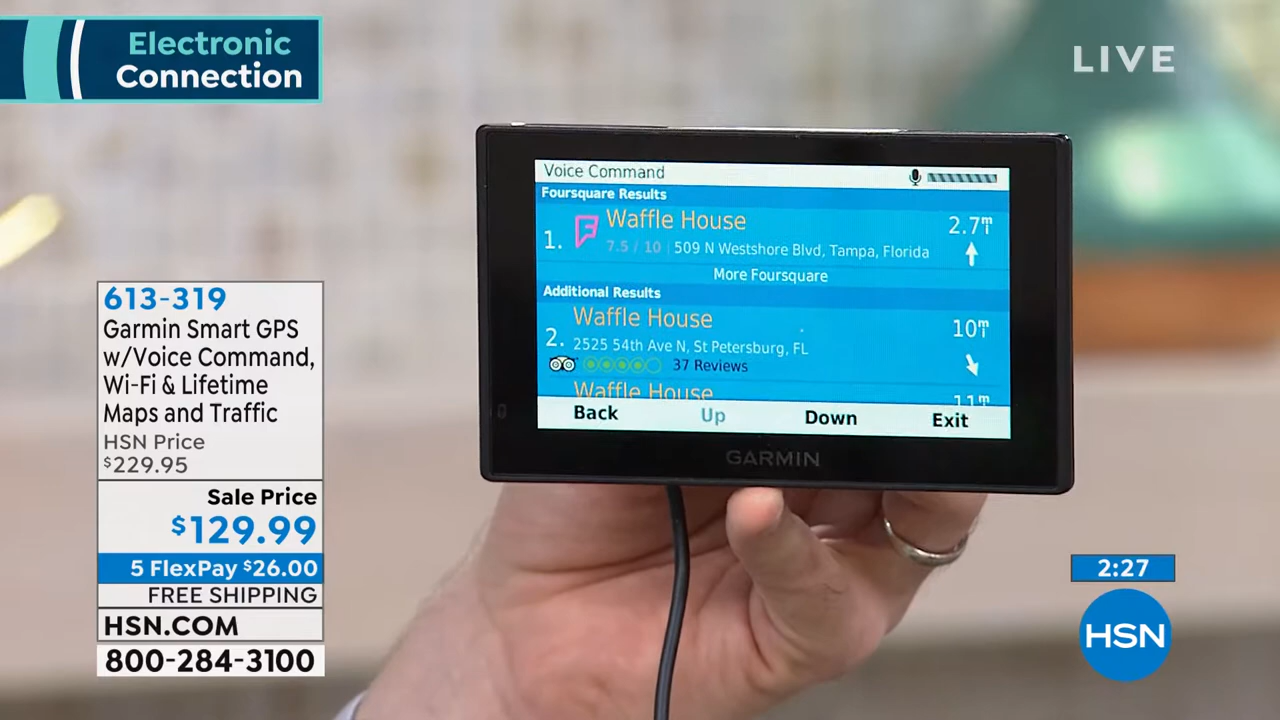 Electronic
Connection
LIVE
Voice Command
Foursquare Results
1. Waffle House 2.7m
7.5 / 10 | 509 N Westshore Blvd, Tampa, Florida
More Foursquare
Additional Results
2. Waffle House 10m
2525 54th Ave N, St Petersburg, FL
37 Reviews
Waffle House 11m
Back Up Down Exit
GARMIN
613-319
Garmin Smart GPS
w/Voice Command,
Wi-Fi & Lifetime
Maps and Traffic
HSN Price
$229.95
Sale Price
$129.99
5 FlexPay $26.00
FREE SHIPPING
HSN.COM
800-284-3100
2:27
HSN